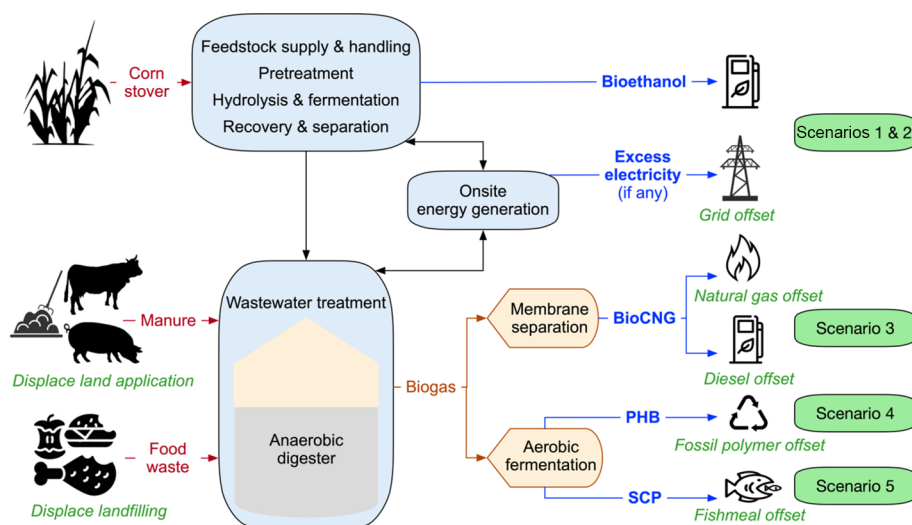 Feedstock supply & handling
Pretreatment
Hydrolysis & fermentation
Recovery & separation
Corn
stover
Bioethanol
Scenarios 1 & 2
Excess
electricity
(if any)
Grid offset
Onsite
energy generation
Wastewater treatment
Manure
Displace land application
Membrane
separation
BioCNG
Natural gas offset
Diesel offset
Scenario 3
Biogas
Anaerobic
digester
Food
waste
Displace landfilling
Aerobic
fermentation
PHB
Fossil polymer offset
Scenario 4
SCP
Fishmeal offset
Scenario 5